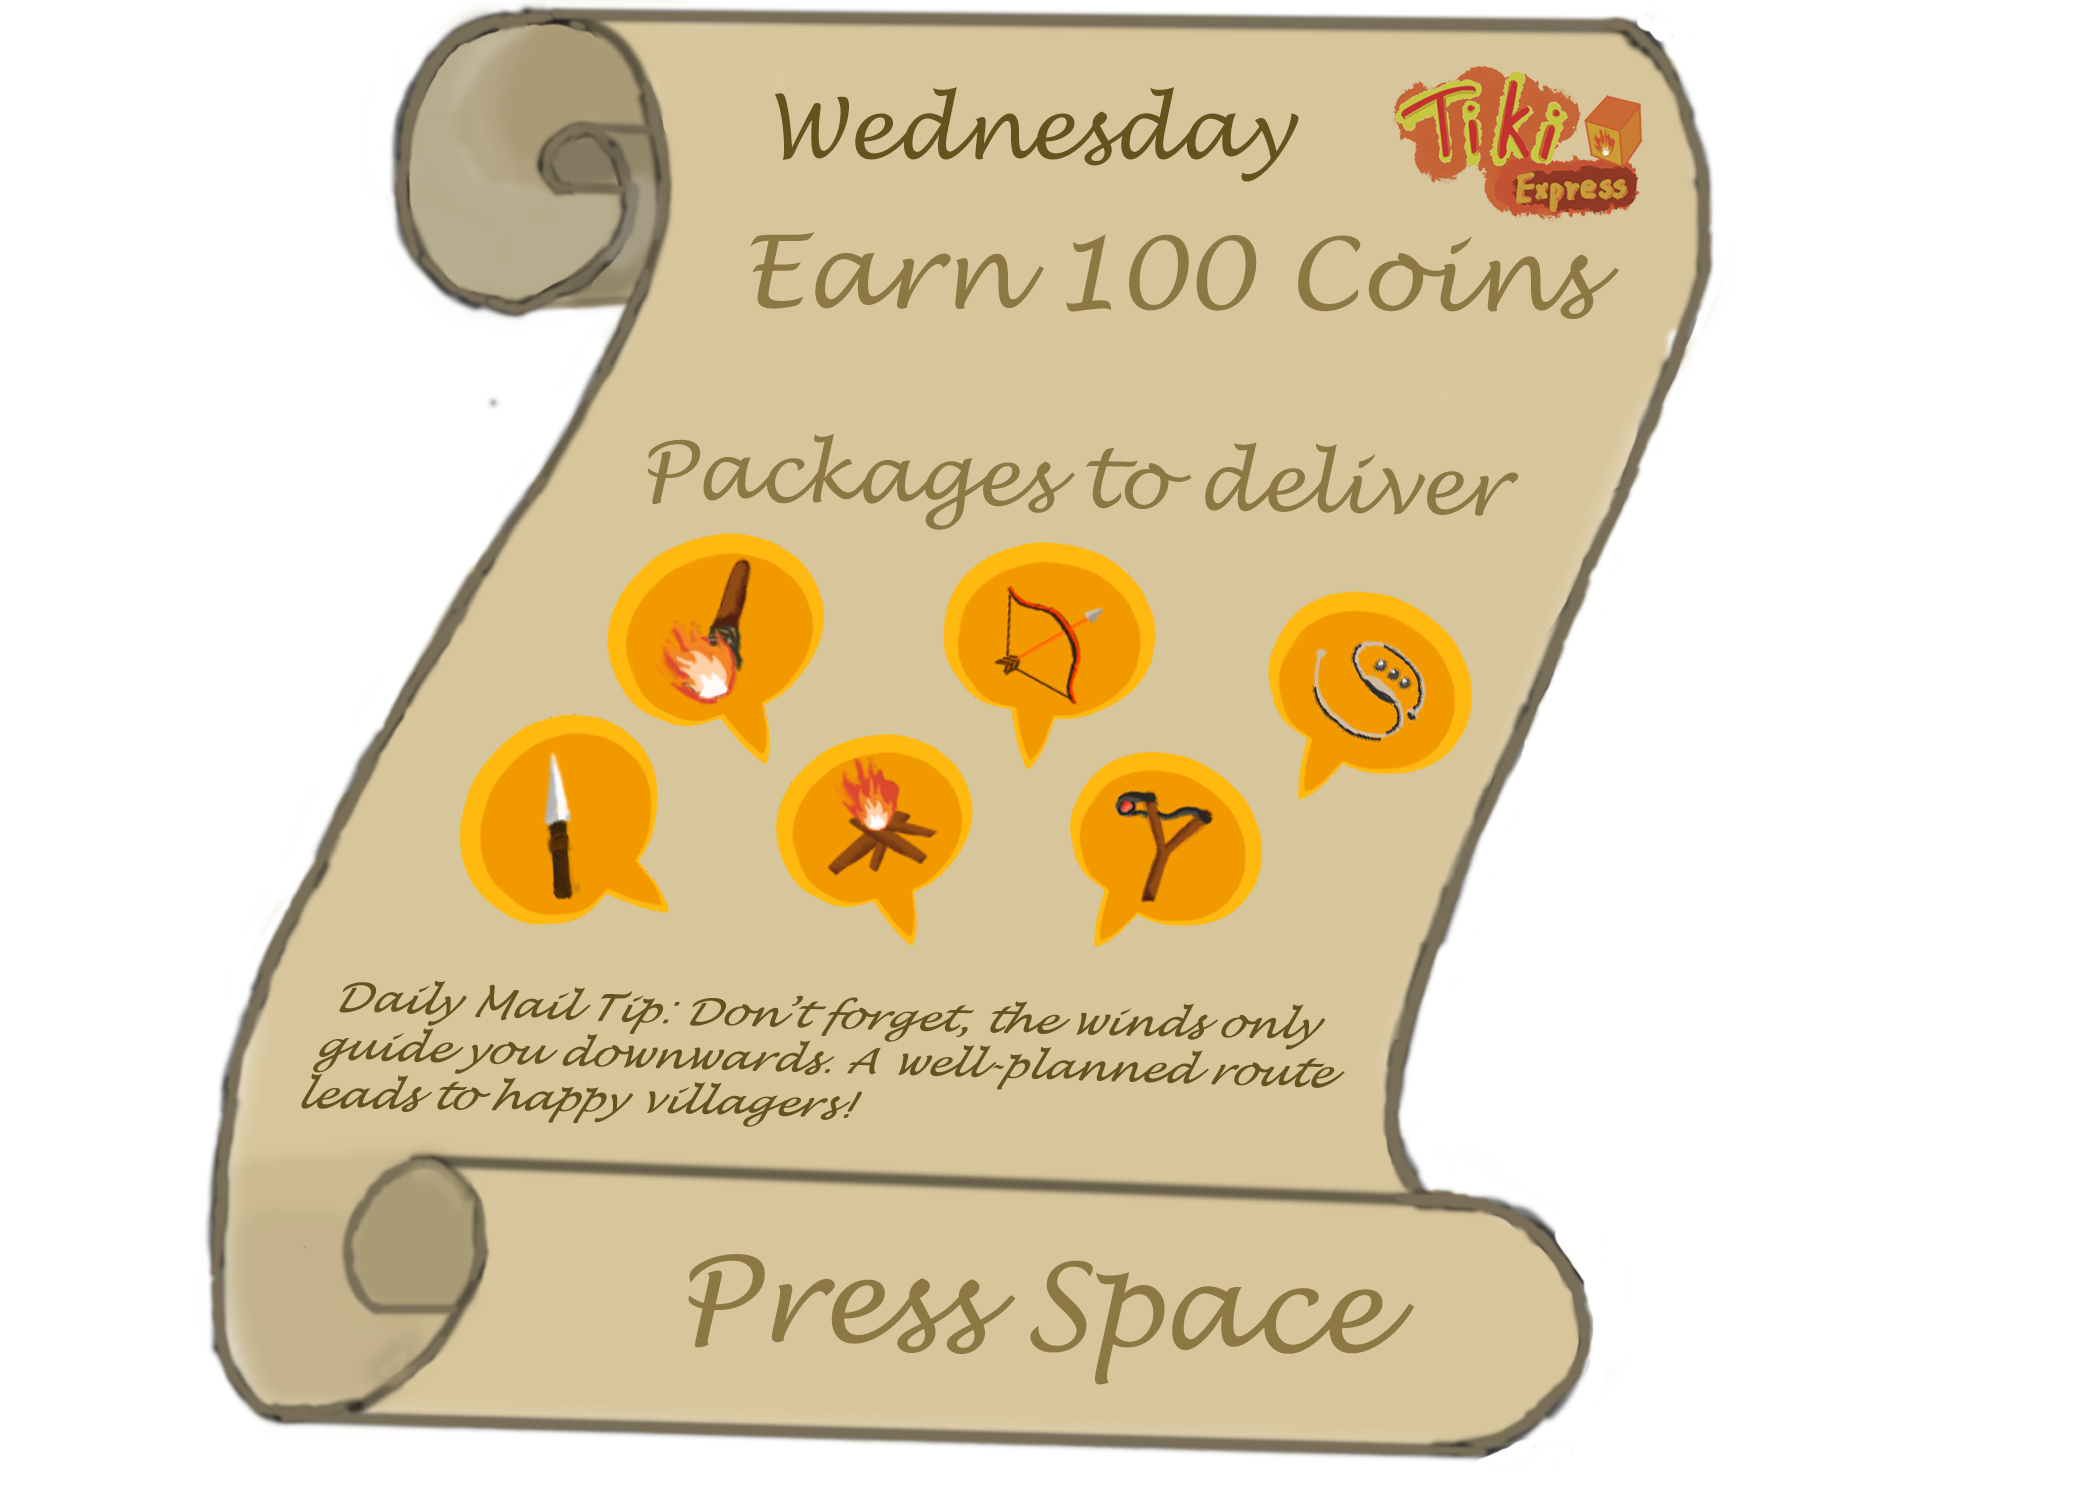 Wednesday
Tiki
Express
Earn 100 Coins
Packages to deliver
Daily Mail Tip: Don't forget, the winds only
guide you downwards. A well-planned route
leads to happy villagers!
Press Space